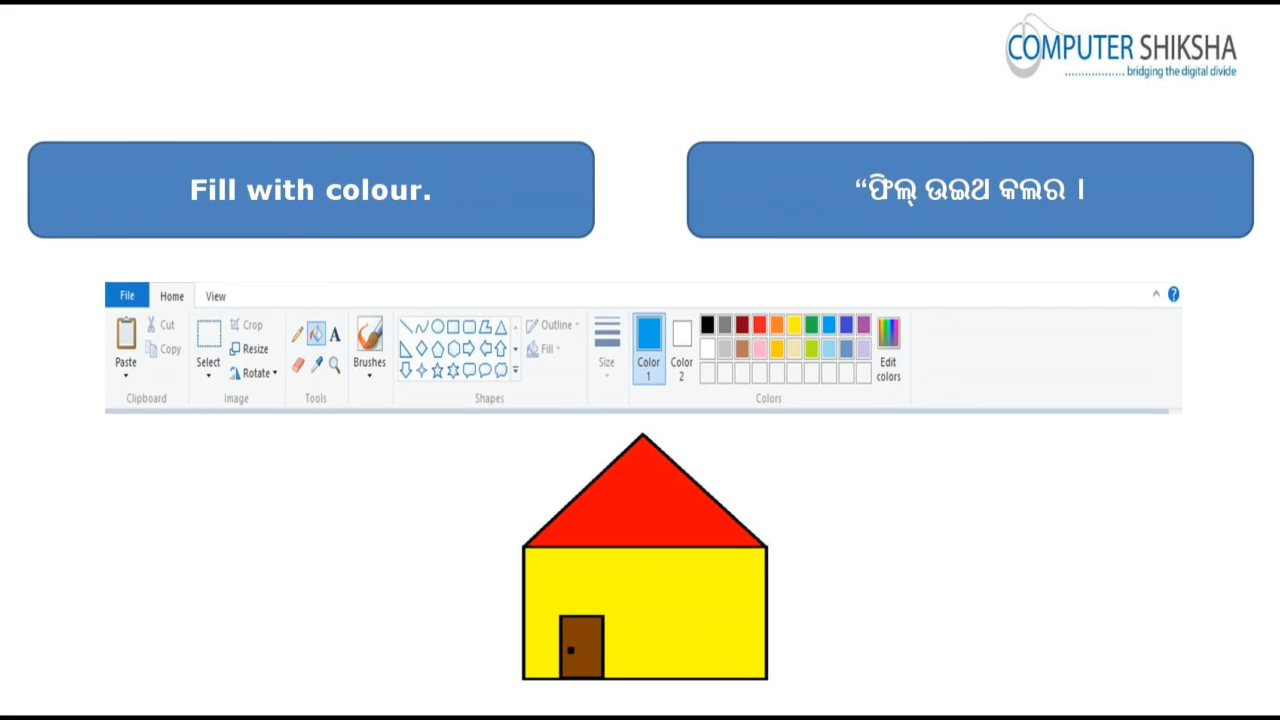 COMPUTER SHIKSHA
bridging the digital divide
Fill with colour.
“ଫିଲ୍ ଉଇଥ କଲର ।
File Home View
Cut
Copy
Paste
Clipboard
Crop
Resize
Rotate
Select
Image
A
Tools
Brushes
Outline
Fill
Shapes
Size
Color 1
Color 2
Edit colors
Colors
?